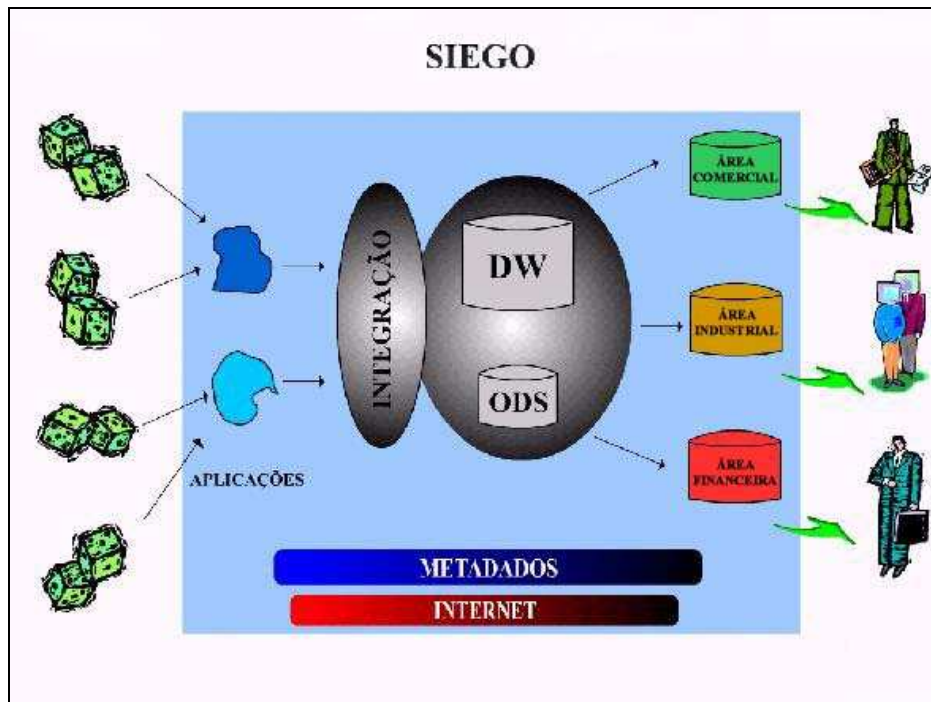 SIEGO
ÁREA
COMERCIAL
INTEGRAÇÃO
DW
ÁREA
INDUSTRIAL
ODS
ÁREA
FINANCEIRA
APLICAÇÕES
METADADOS
INTERNET